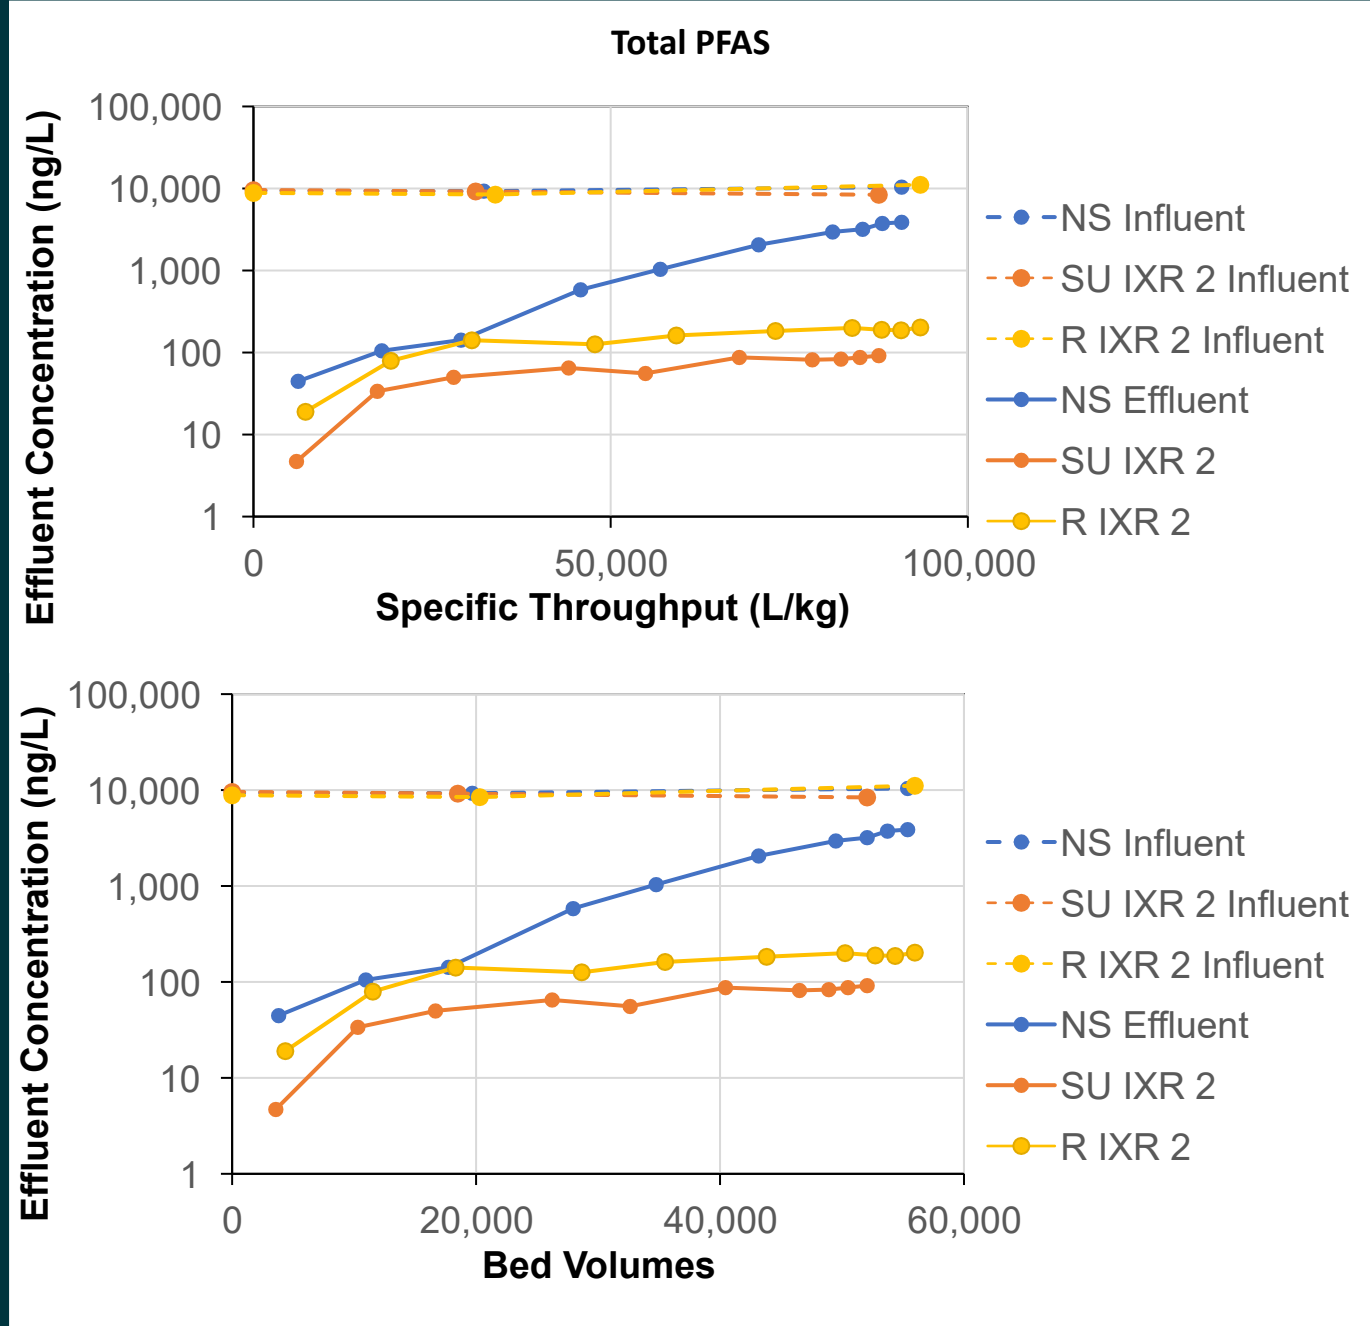 Total PFAS
Effluent Concentration (ng/L)
100,000
10,000
1,000
100
10
1
0
50,000
100,000
Specific Throughput (L/kg)
NS Influent
SU IXR 2 Influent
R IXR 2 Influent
NS Effluent
SU IXR 2
R IXR 2
Effluent Concentration (ng/L)
100,000
10,000
1,000
100
10
1
0
20,000
40,000
60,000
Bed Volumes
NS Influent
SU IXR 2 Influent
R IXR 2 Influent
NS Effluent
SU IXR 2
R IXR 2